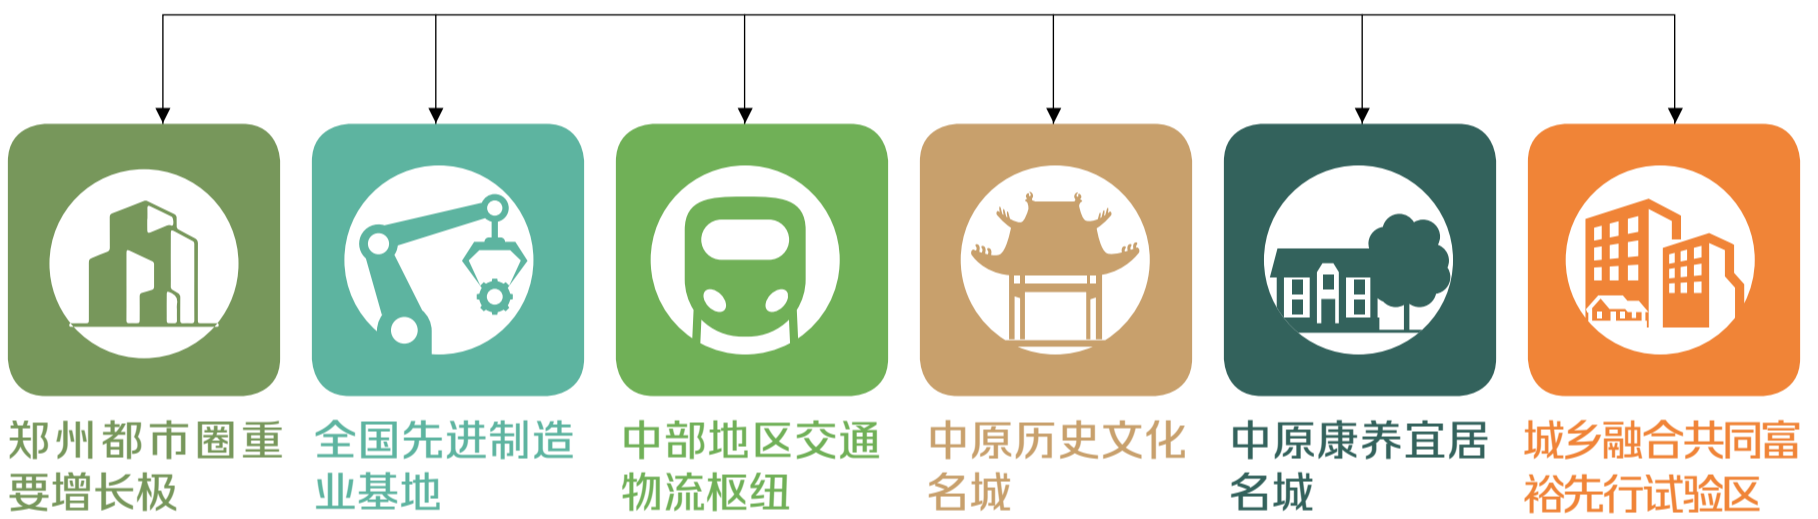 郑州都市圈重
要增长极
全国先进制造
业基地
中部地区交通
物流枢纽
中原历史文化
名城
中原康养宜居
名城
城乡融合共同富
裕先行试验区